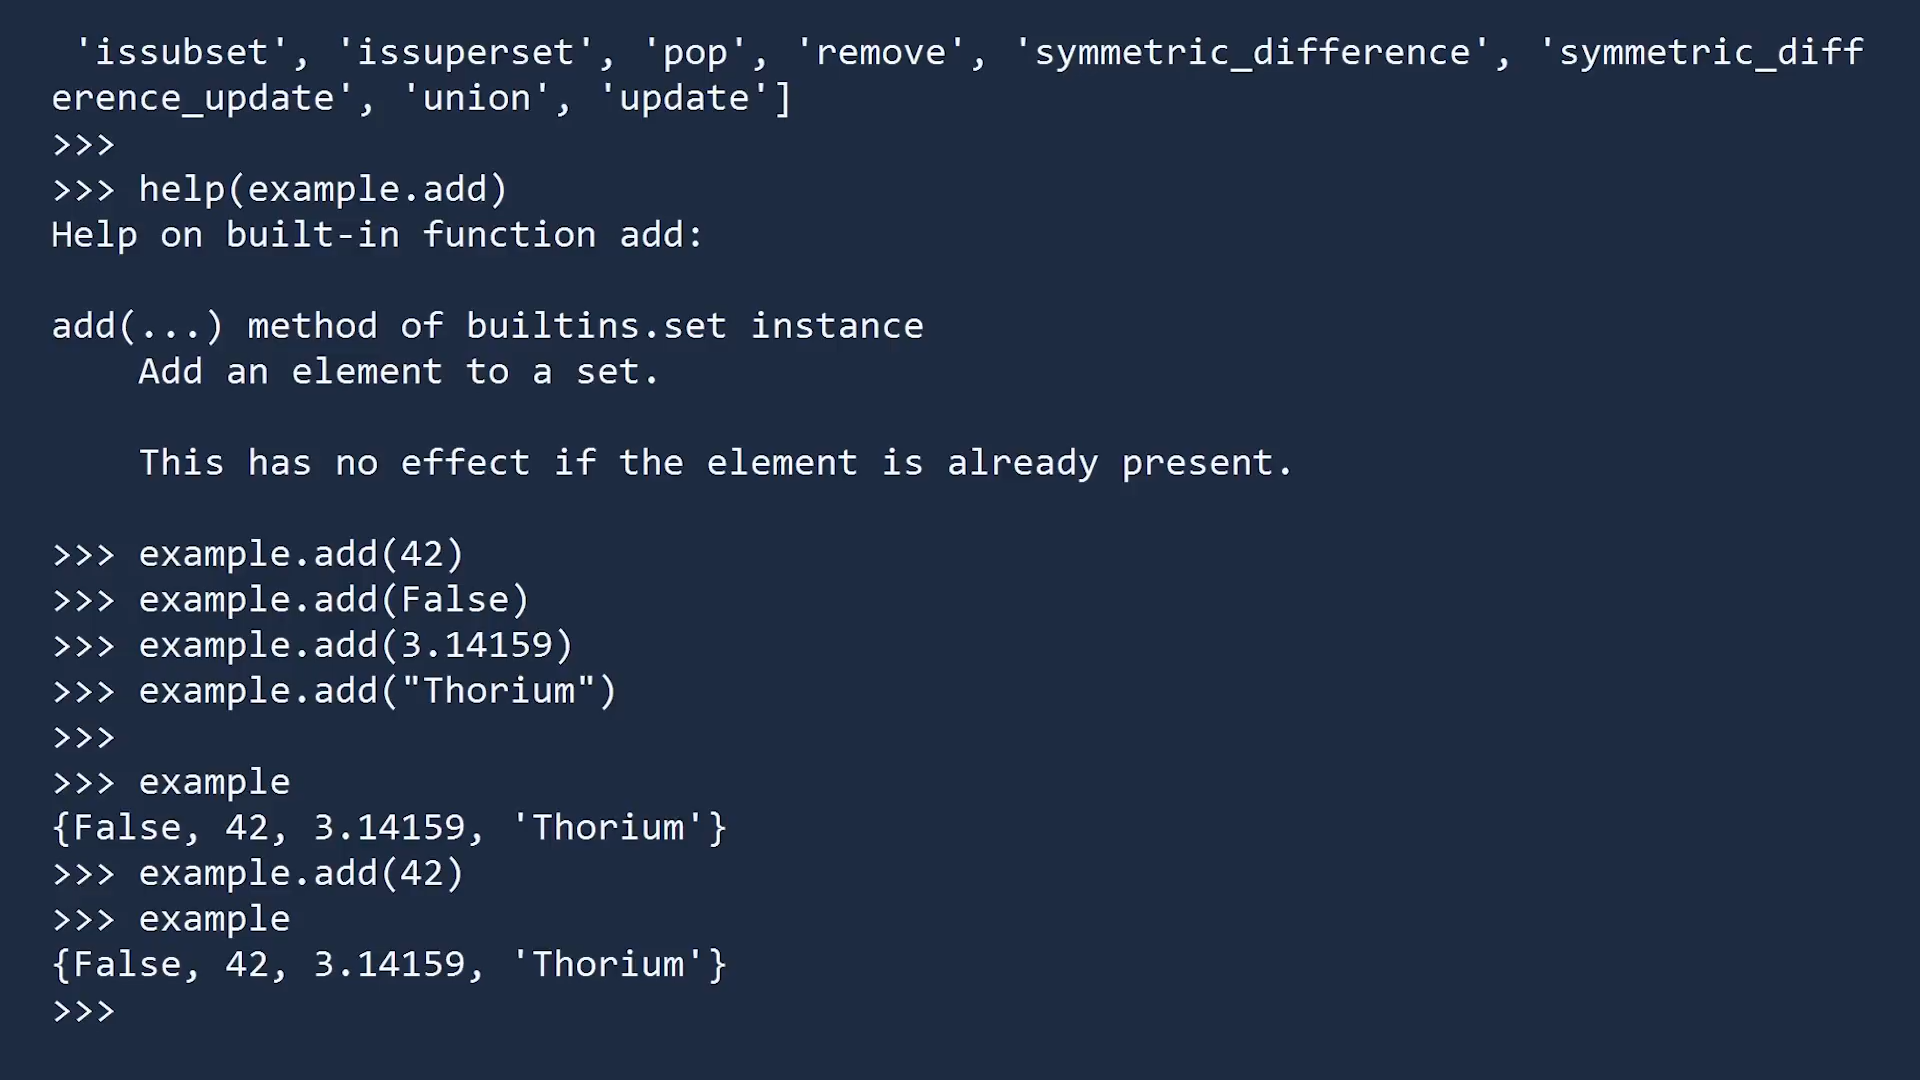 'issubset', 'issuperset', 'pop', 'remove', 'symmetric_difference', 'symmetric_diff
erence_update', 'union', 'update']
>>>
>>> help(example.add)
Help on built-in function add:
add(...) method of builtins.set instance
Add an element to a set.
This has no effect if the element is already present.
>>> example.add(42)
>>> example.add(False)
>>> example.add(3.14159)
>>> example.add("Thorium")
>>>
>>> example
{False, 42, 3.14159, 'Thorium'}
>>> example.add(42)
>>> example
{False, 42, 3.14159, 'Thorium'}
>>>